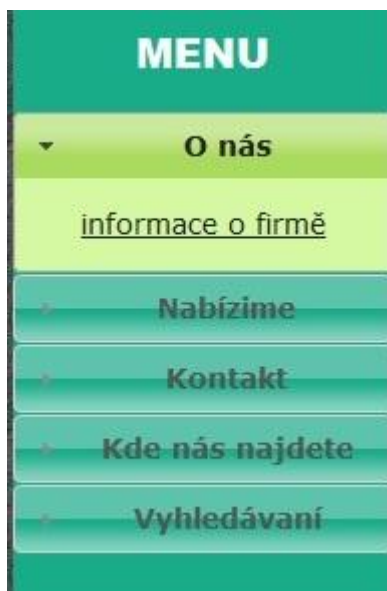 MENU
O nás
informace o firmě
Nabízime
Kontakt
Kde nás najdete
Vyhledávaní